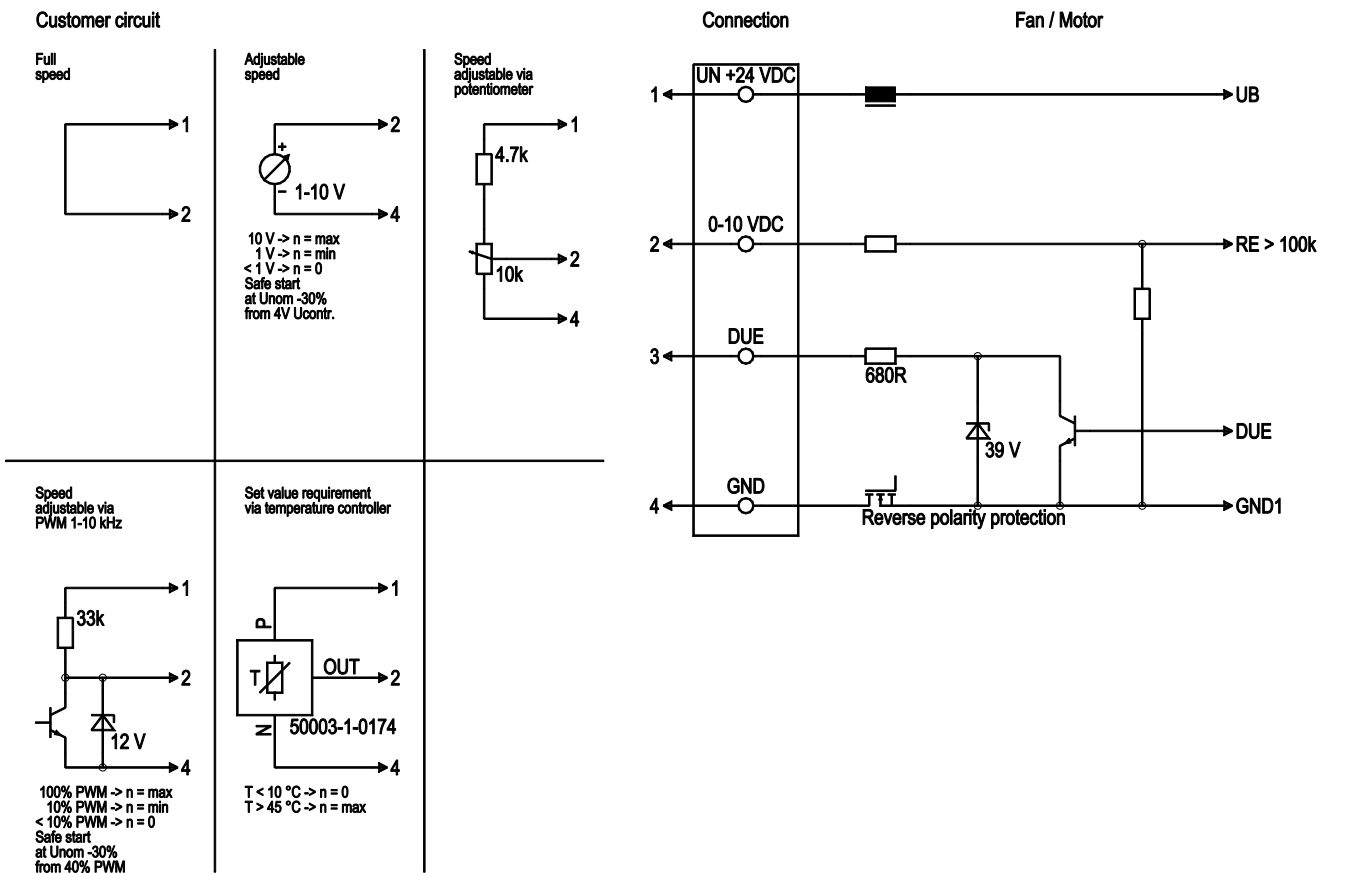 Customer circuit
Connection
Fan / Motor
Full
speed
1
2
Adjustable
speed
2
+
–
1-10 V
4
10 V -> n = max
1 V -> n = min
< 1 V -> n = 0
Safe start
at Unom -30%
from 4V Ucontr.
Speed
adjustable via
potentiometer
1
4.7k
2
10k
4
UN +24 VDC
1
UB
0-10 VDC
2
RE > 100k
DUE
3
680R
39 V
DUE
GND
4
GND1
Reverse polarity protection
Speed
adjustable via
PWM 1-10 kHz
1
33k
2
12 V
4
100% PWM -> n = max
10% PWM -> n = min
< 10% PWM -> n = 0
Safe start
at Unom -30%
from 40% PWM
Set value requirement
via temperature controller
1
P
T
OUT
2
N
50003-1-0174
4
T < 10 °C -> n = 0
T > 45 °C -> n = max